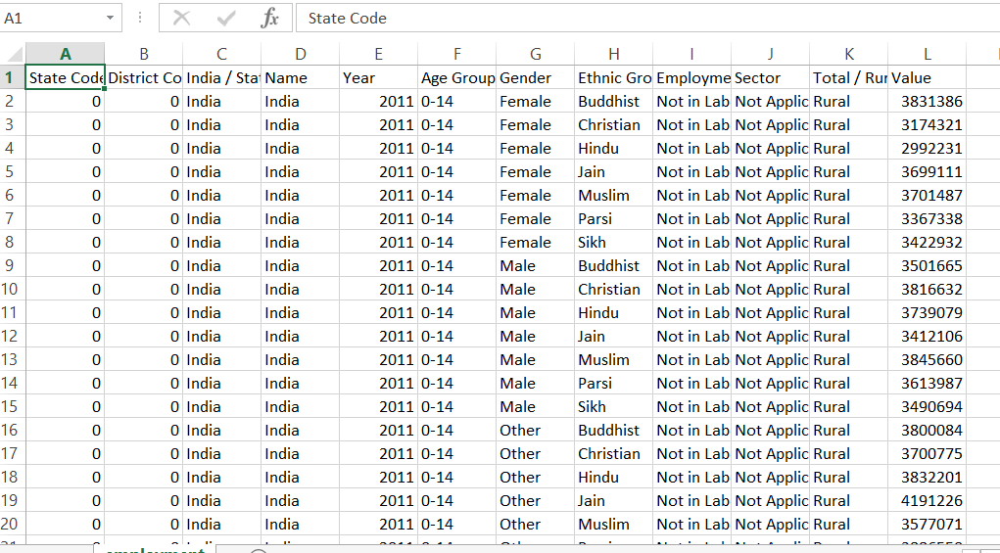 A1 fx State Code
A B C D E F G H I J K L
1 State Code District Co India / Stat Name Year Age Group Gender Ethnic Gro Employme Sector Total / Rur Value
2 0 0 India India 2011 0-14 Female Buddhist Not in Lab Not Applic Rural 3831386
3 0 0 India India 2011 0-14 Female Christian Not in Lab Not Applic Rural 3174321
4 0 0 India India 2011 0-14 Female Hindu Not in Lab Not Applic Rural 2992231
5 0 0 India India 2011 0-14 Female Jain Not in Lab Not Applic Rural 3699111
6 0 0 India India 2011 0-14 Female Muslim Not in Lab Not Applic Rural 3701487
7 0 0 India India 2011 0-14 Female Parsi Not in Lab Not Applic Rural 3367338
8 0 0 India India 2011 0-14 Female Sikh Not in Lab Not Applic Rural 3422932
9 0 0 India India 2011 0-14 Male Buddhist Not in Lab Not Applic Rural 3501665
10 0 0 India India 2011 0-14 Male Christian Not in Lab Not Applic Rural 3816632
11 0 0 India India 2011 0-14 Male Hindu Not in Lab Not Applic Rural 3739079
12 0 0 India India 2011 0-14 Male Jain Not in Lab Not Applic Rural 3412106
13 0 0 India India 2011 0-14 Male Muslim Not in Lab Not Applic Rural 3845660
14 0 0 India India 2011 0-14 Male Parsi Not in Lab Not Applic Rural 3613987
15 0 0 India India 2011 0-14 Male Sikh Not in Lab Not Applic Rural 3490694
16 0 0 India India 2011 0-14 Other Buddhist Not in Lab Not Applic Rural 3800084
17 0 0 India India 2011 0-14 Other Christian Not in Lab Not Applic Rural 3700775
18 0 0 India India 2011 0-14 Other Hindu Not in Lab Not Applic Rural 3832201
19 0 0 India India 2011 0-14 Other Jain Not in Lab Not Applic Rural 4191226
20 0 0 India India 2011 0-14 Other Muslim Not in Lab Not Applic Rural 3577071
employment